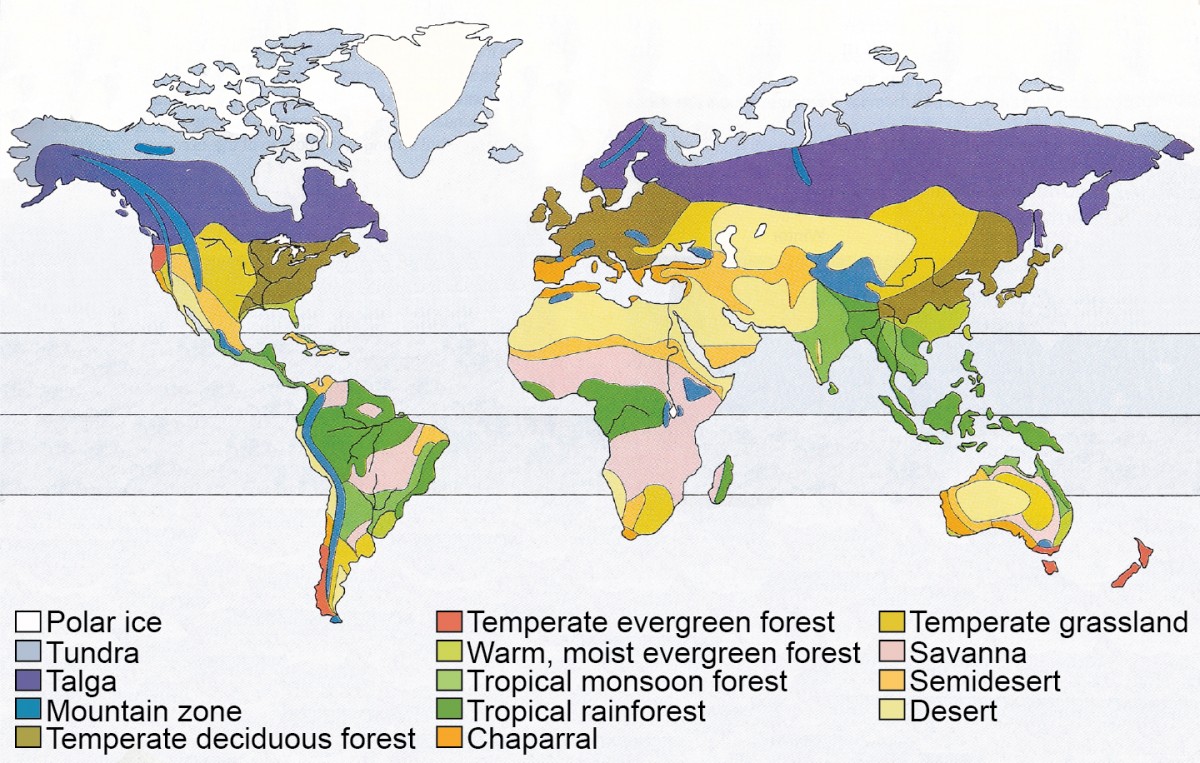 Polar ice
Tundra
Talga
Mountain zone
Temperate deciduous forest
Temperate evergreen forest
Warm, moist evergreen forest
Tropical monsoon forest
Tropical rainforest
Chaparral
Temperate grassland
Savanna
Semidesert
Desert